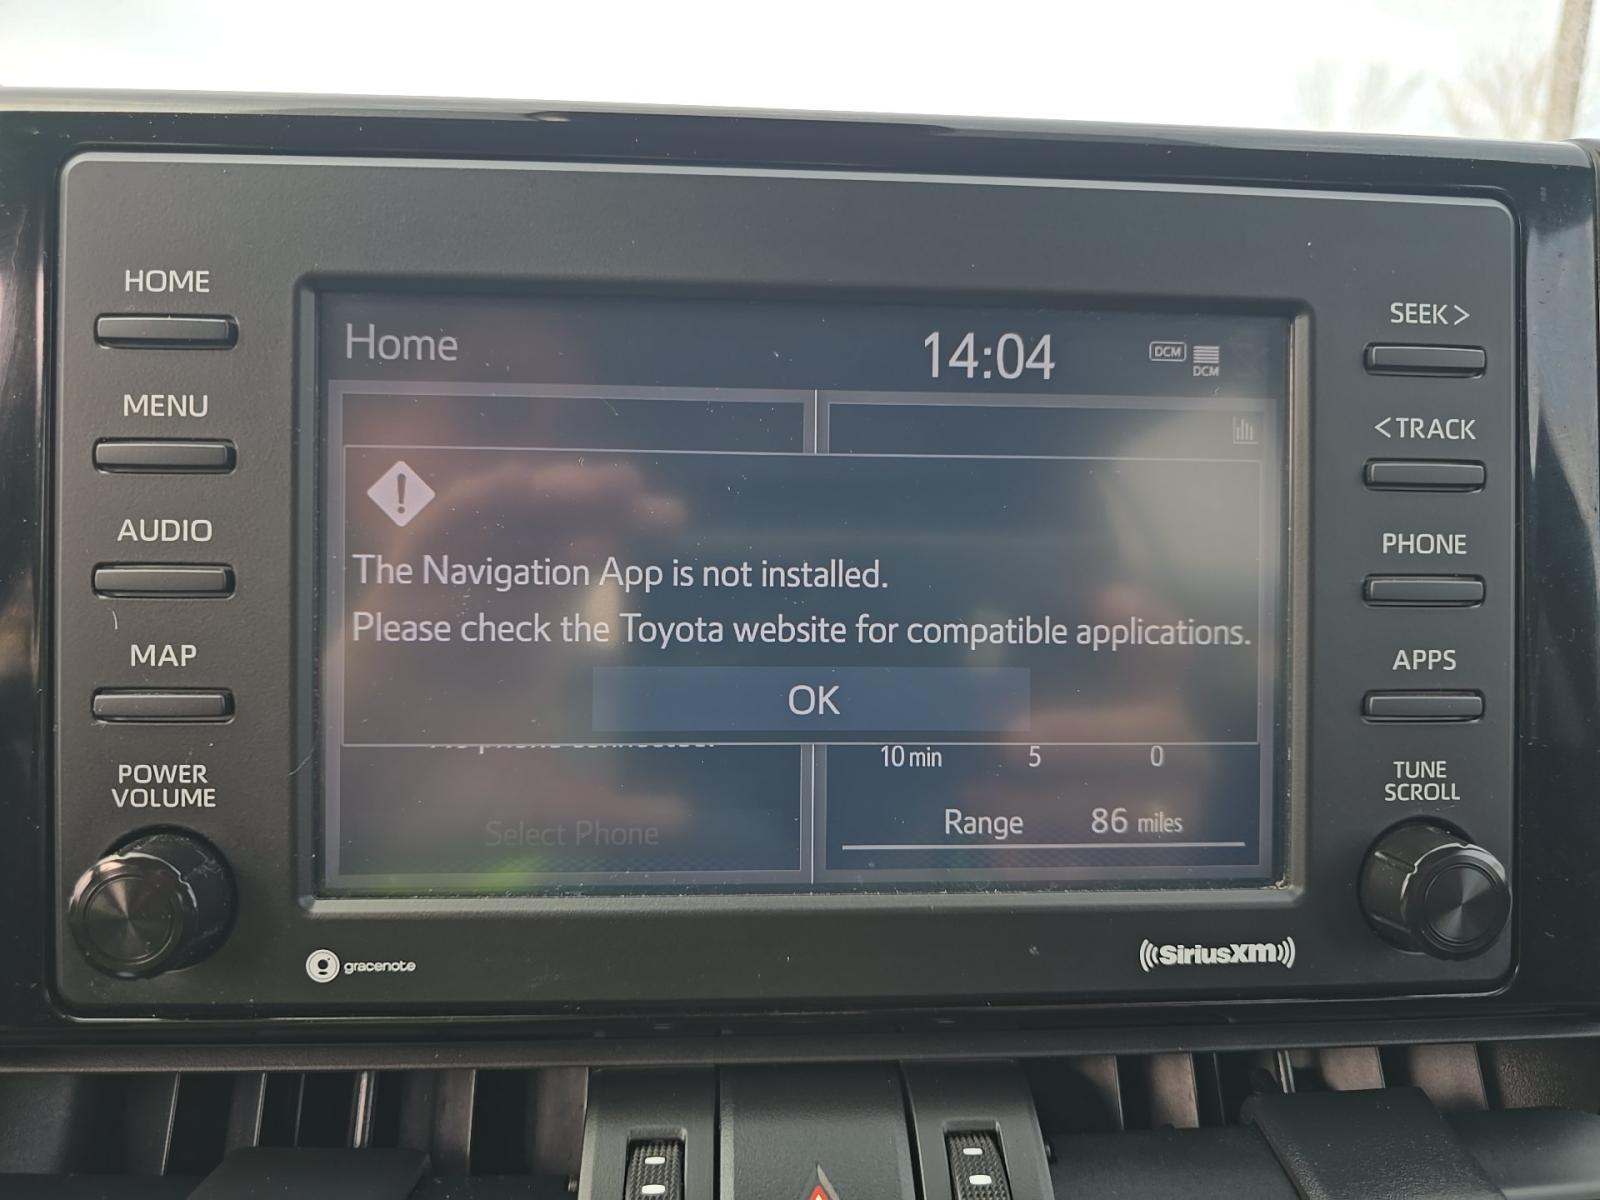 HOME
MENU
AUDIO
MAP
POWER
VOLUME
Home
14:04
DCM
DCM
The Navigation App is not installed.
Please check the Toyota website for compatible applications.
OK
10 min 5 0
Select Phone
Range 86 miles
SEEK >
< TRACK
PHONE
APPS
TUNE
SCROLL
gracenote
SiriusXM